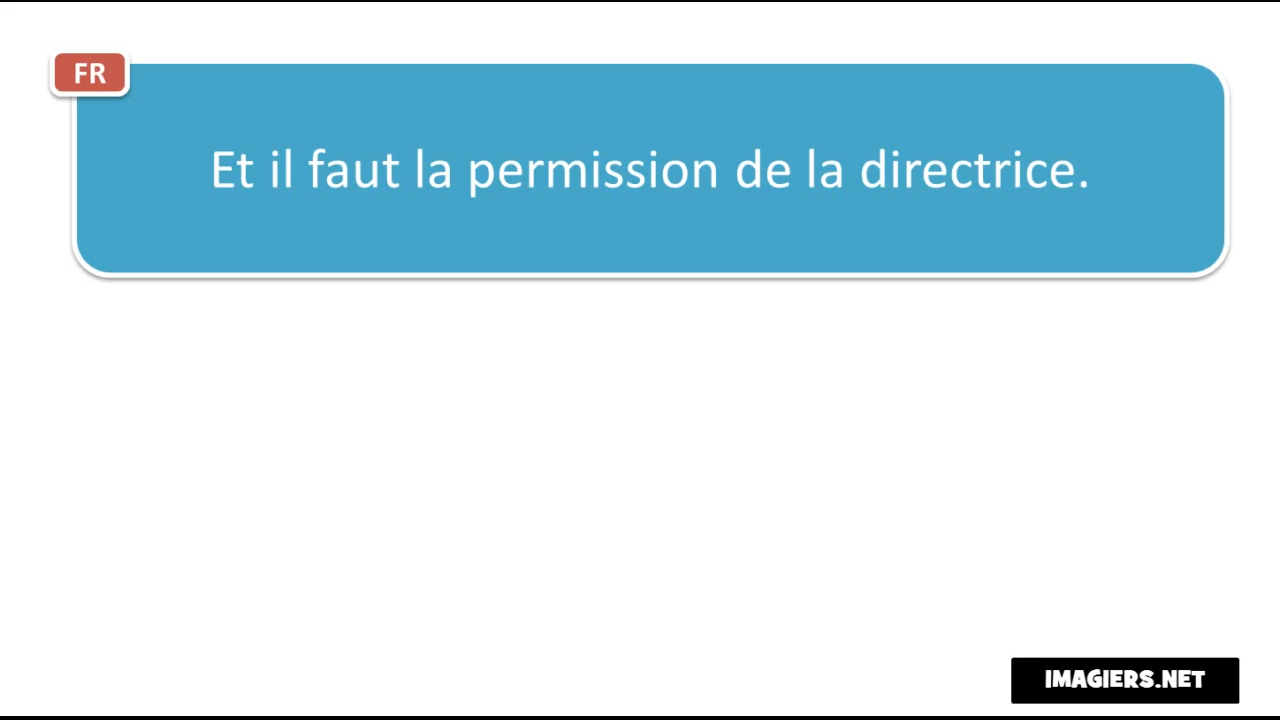 FR
Et il faut la permission de la directrice.
IMAGIERS.NET